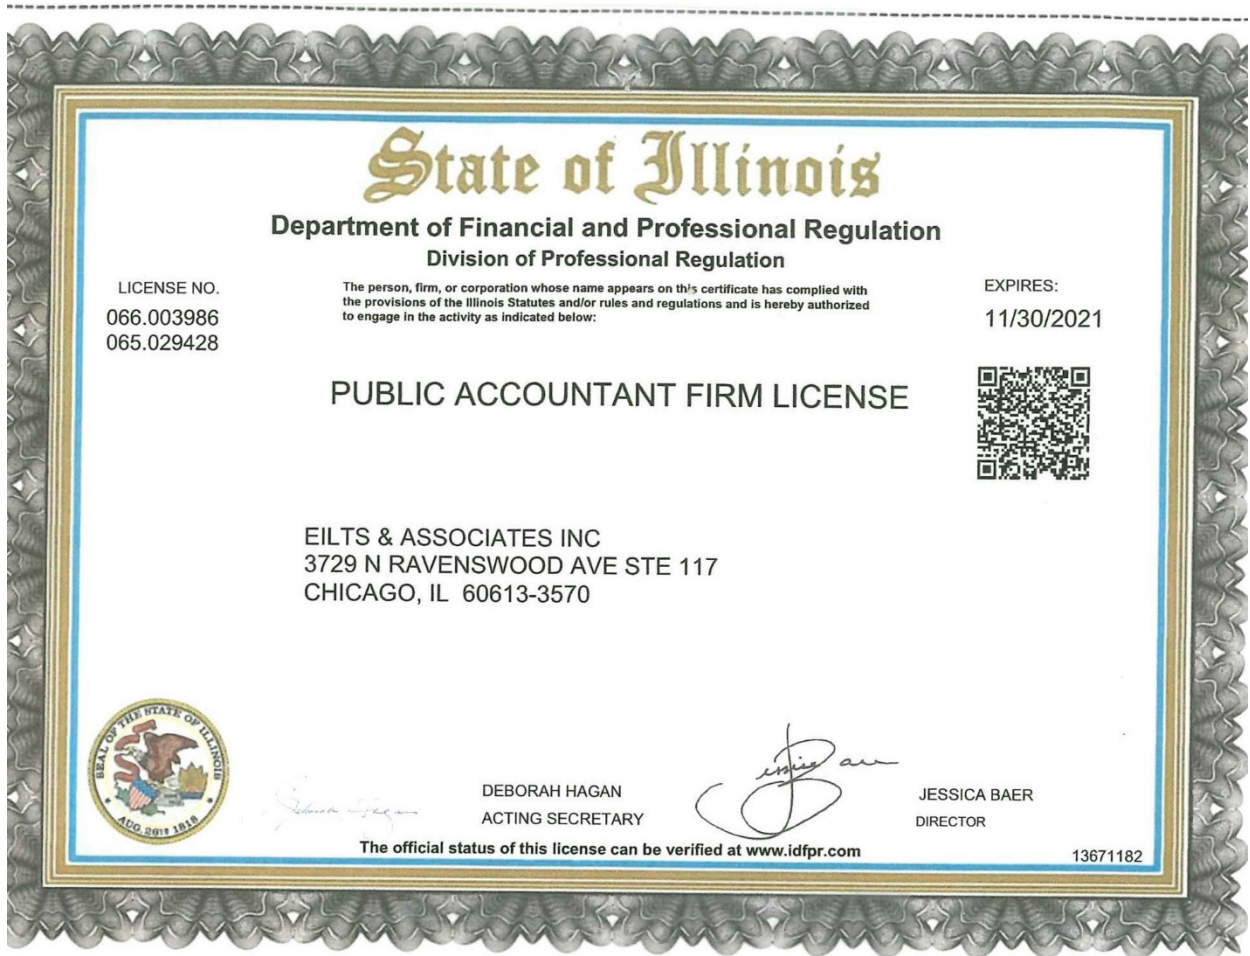 State of Illinois
Department of Financial and Professional Regulation
Division of Professional Regulation
LICENSE NO.
066.003986
065.029428
The person, firm, or corporation whose name appears on this certificate has complied with
the provisions of the Illinois Statutes and/or rules and regulations and is hereby authorized
to engage in the activity as indicated below:
EXPIRES:
11/30/2021
PUBLIC ACCOUNTANT FIRM LICENSE
EILTS & ASSOCIATES INC
3729 N RAVENSWOOD AVE STE 117
CHICAGO, IL 60613-3570
SEAL OF THE STATE OF ILLINOIS
AUG. 26TH 1818
Deborah Hagan
DEBORAH HAGAN
ACTING SECRETARY
Jessica Baer
JESSICA BAER
DIRECTOR
The official status of this license can be verified at www.idfpr.com
13671182